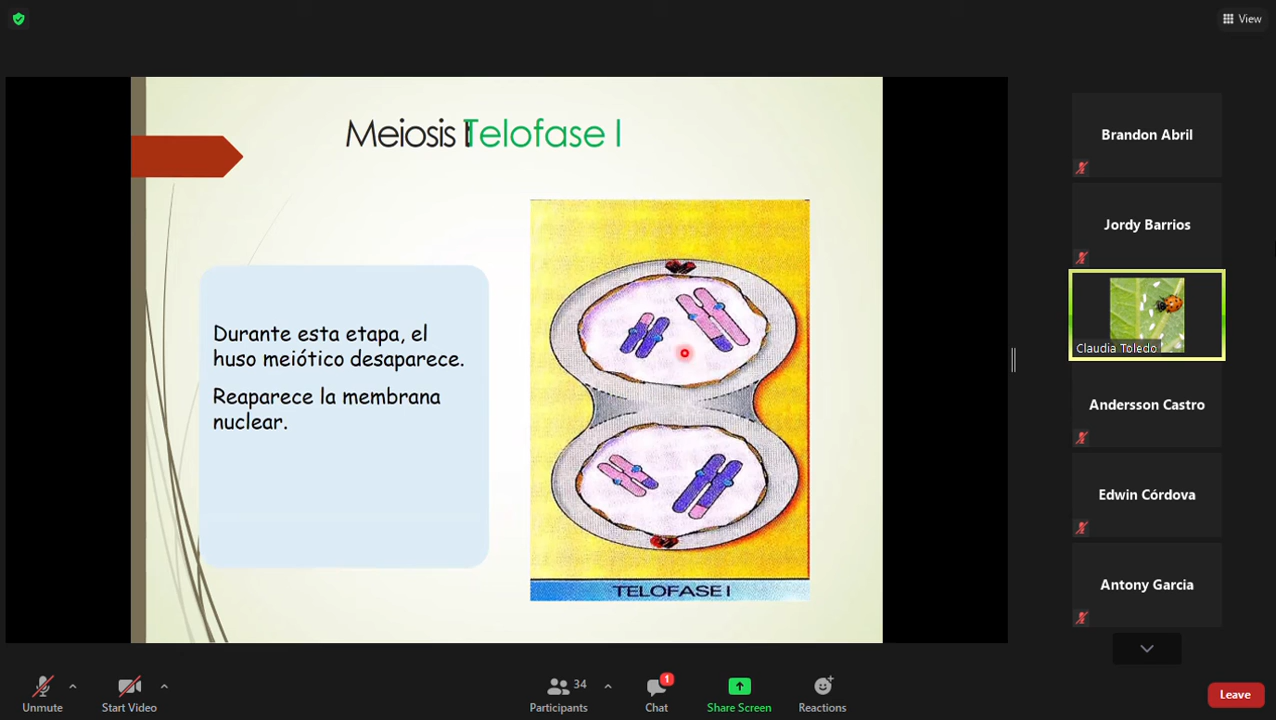 View
Meiosis I Telofase I
Durante esta etapa, el
huso meiótico desaparece.
Reaparece la membrana
nuclear.
TELOFASE I
Brandon Abril
Jordy Barrios
Claudia Toledo
Andersson Castro
Edwin Córdova
Antony Garcia
Unmute
Start Video
34
Participants
1
Chat
Share Screen
Reactions
Leave